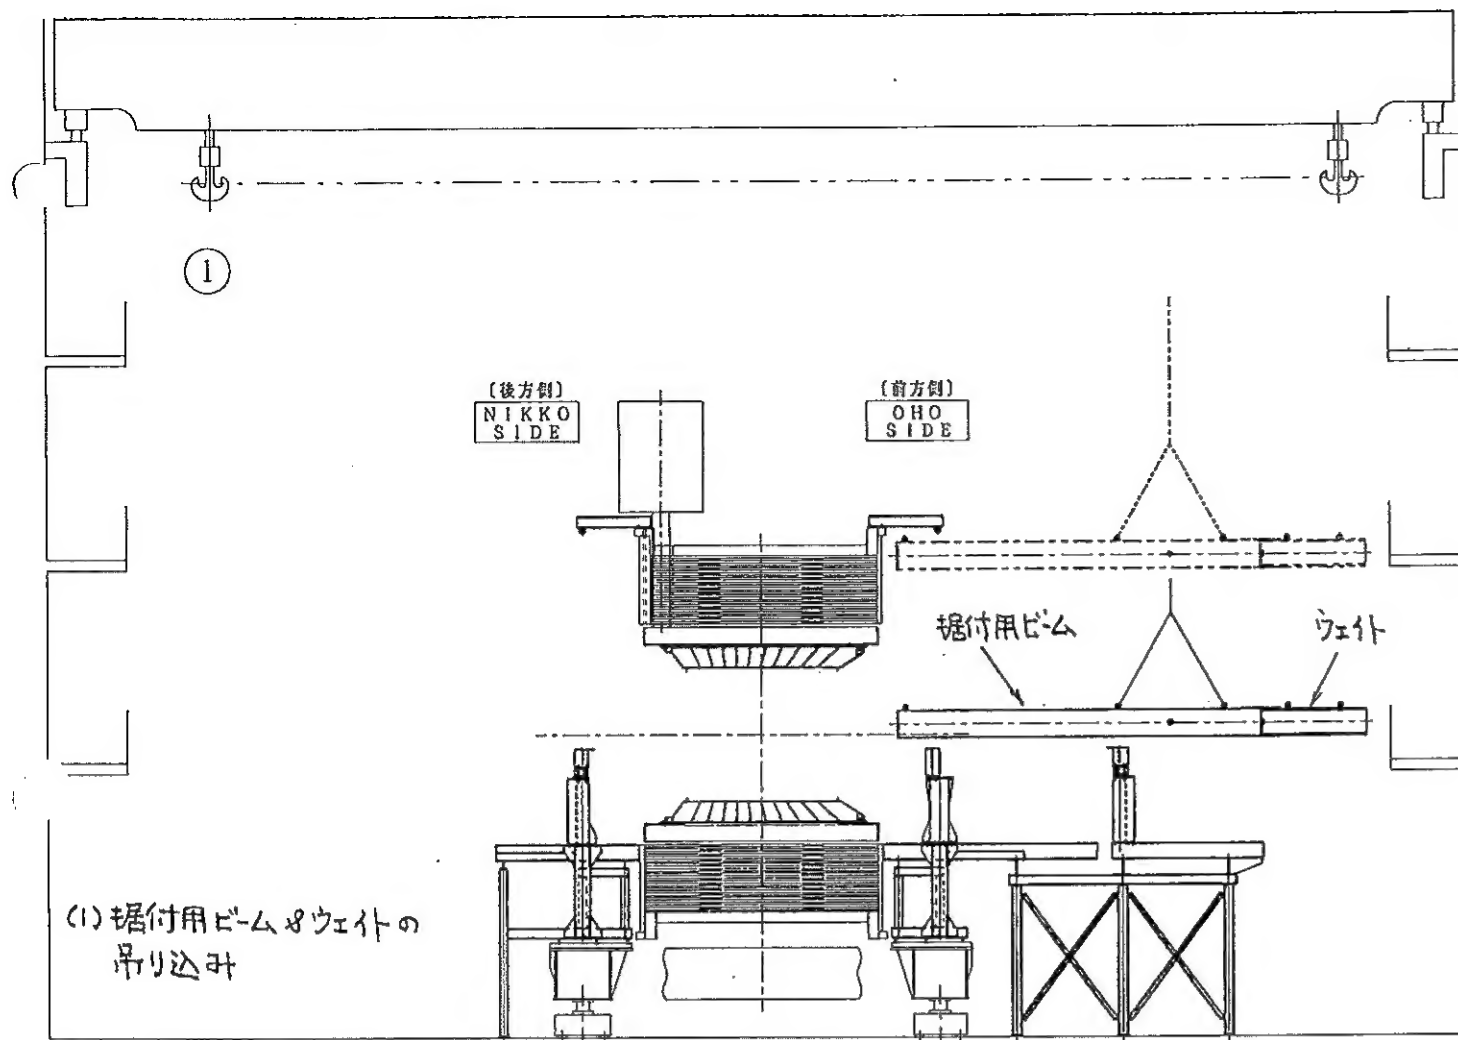 ①
〔後方側〕
NIKKO
SIDE
〔前方側〕
OHO
SIDE
据付用ビーム
ウェイト
(1) 据付用ビーム&ウェイトの
吊り込み